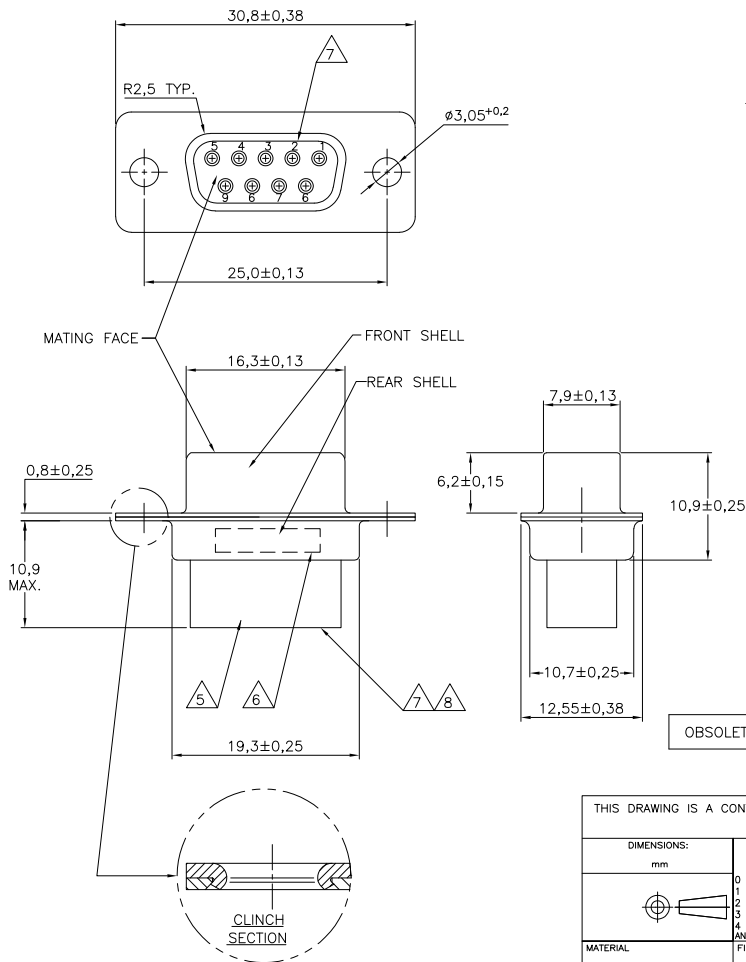 30,8±0,38
7
R2,5 TYP.
ø3,05+0,2
5 4 3 2 1
9 6 7 6
25,0±0,13
MATING FACE
FRONT SHELL
16,3±0,13
REAR SHELL
7,9±0,13
0,8±0,25
6,2±0,15
10,9±0,25
10,9
MAX.
5 6 7 8
10,7±0,25
12,55±0,38
19,3±0,25
OBSOLET
THIS DRAWING IS A CON
DIMENSIONS:
mm
0
1
2
3
4
AN
CLINCH
SECTION
MATERIAL
FI